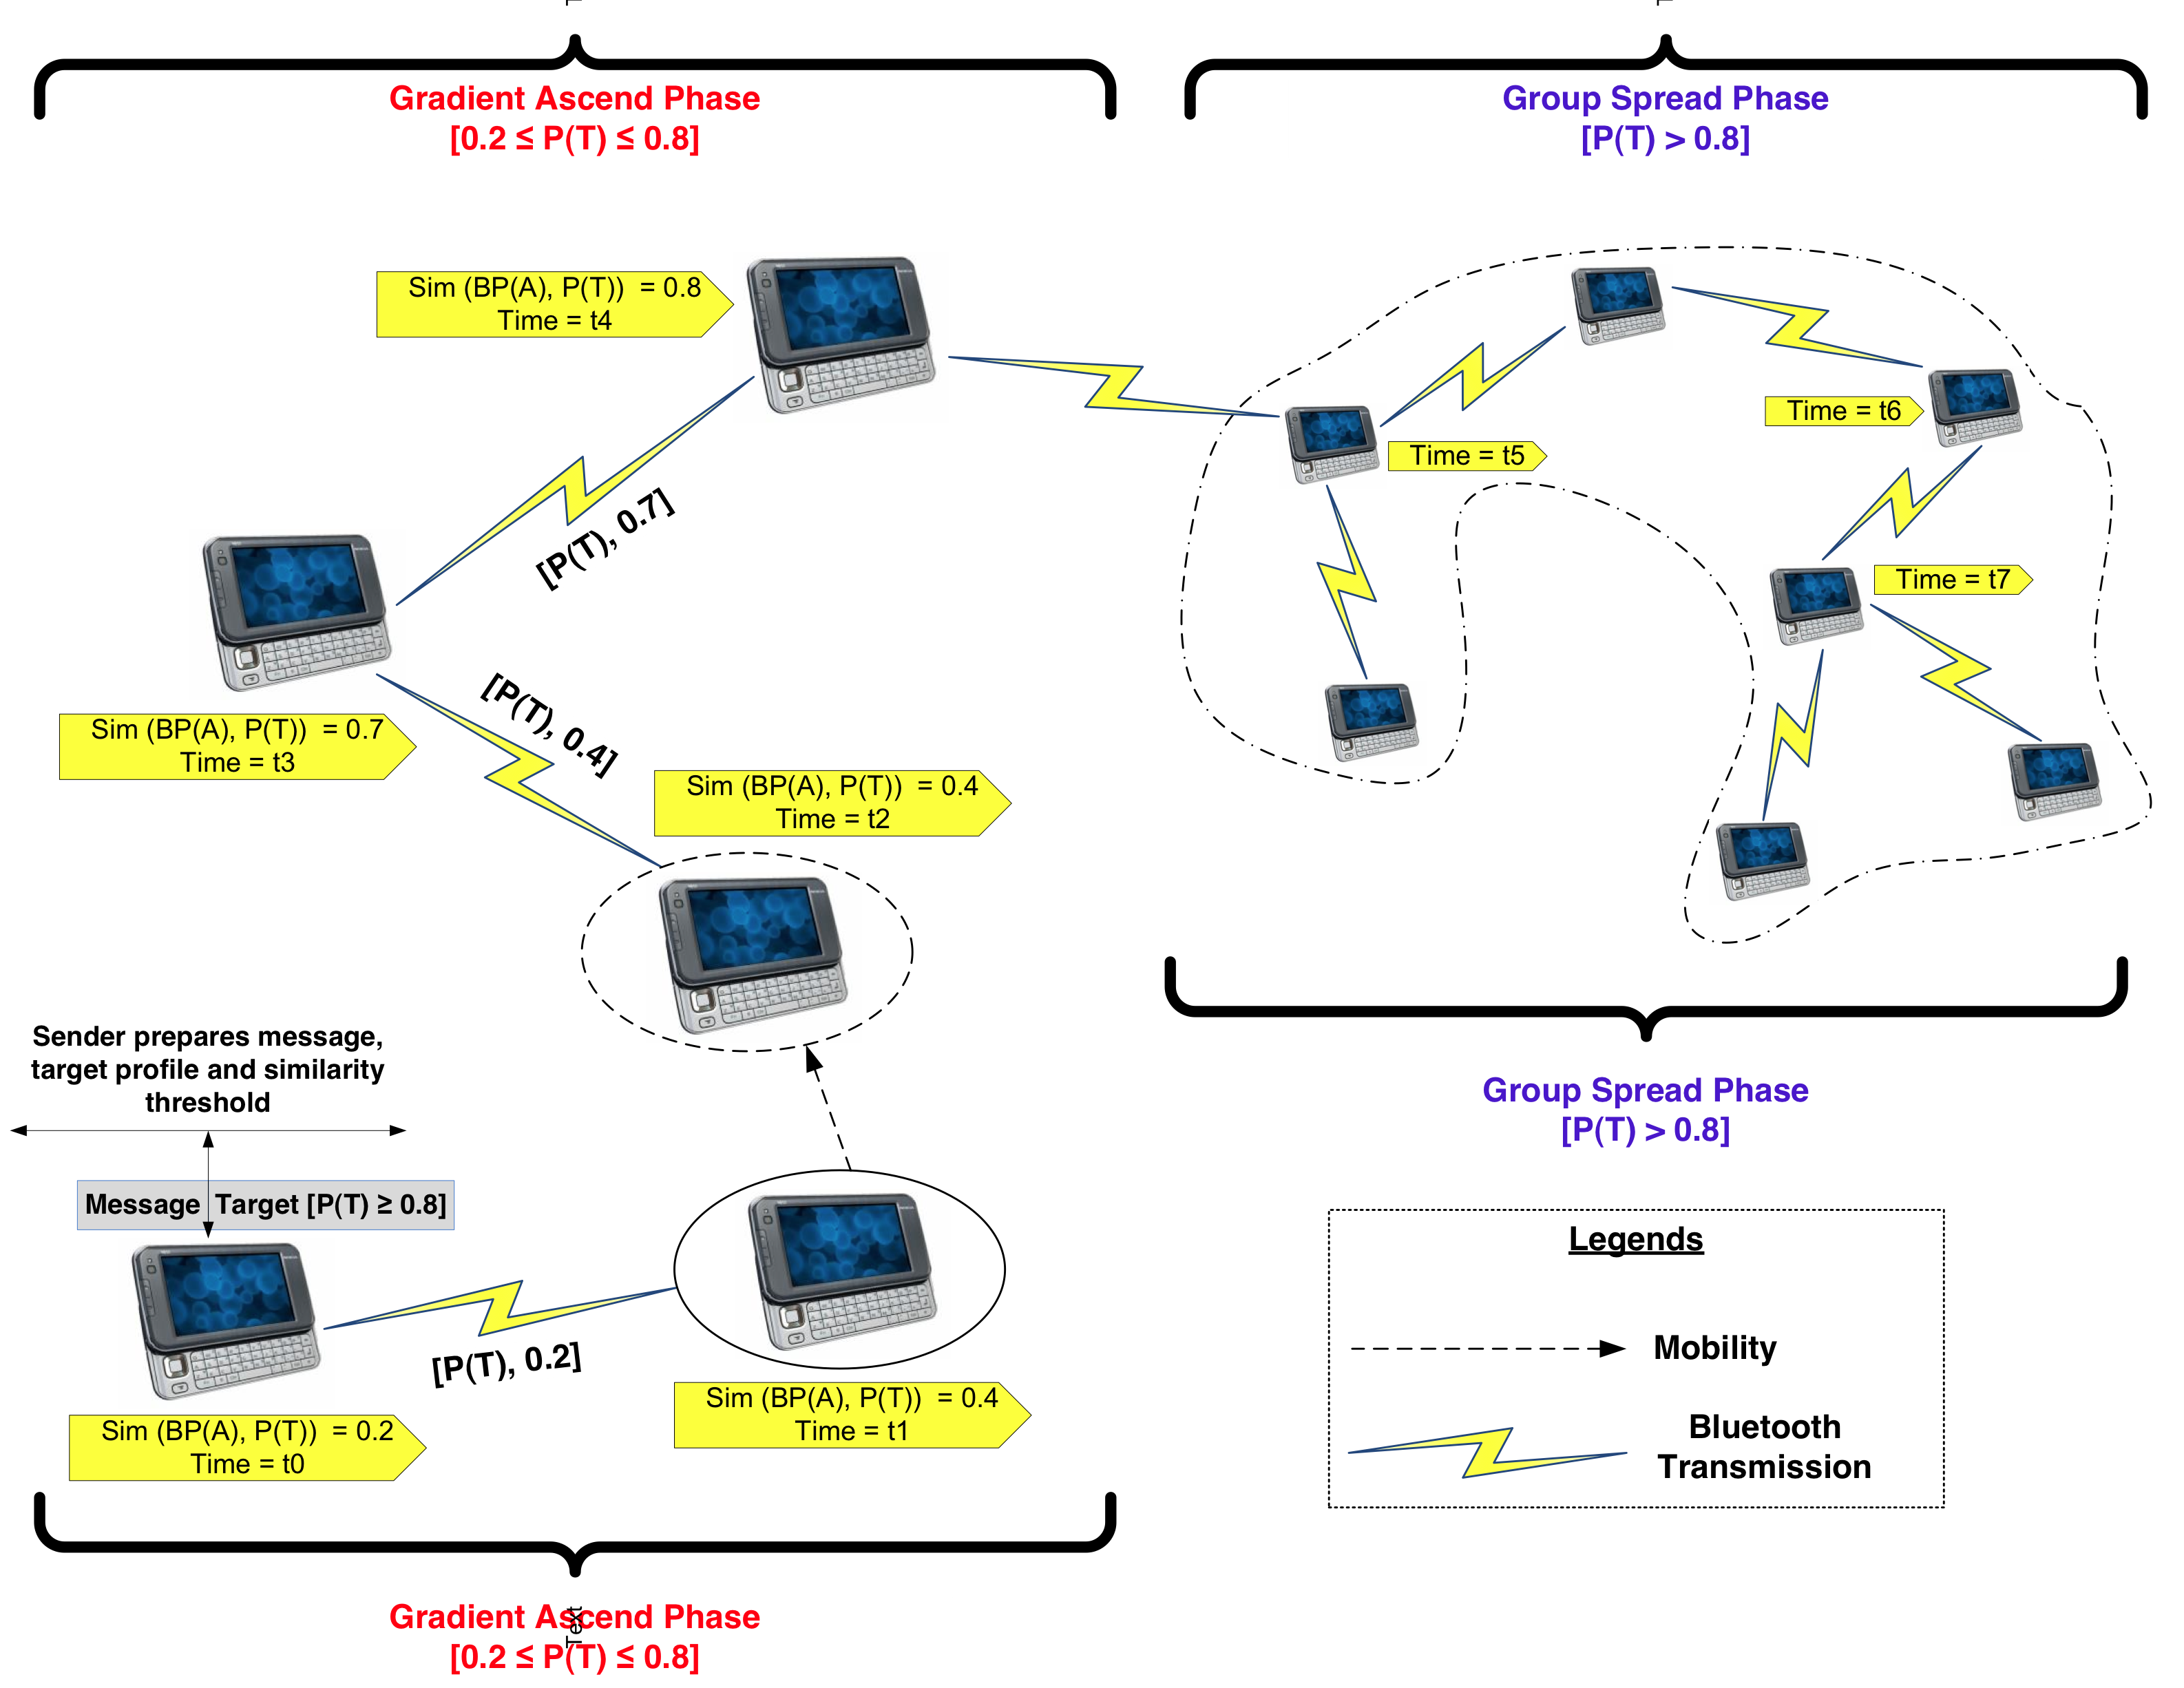 Gradient Ascend Phase
[0.2 ≤ P(T) ≤ 0.8]
Group Spread Phase
[P(T) > 0.8]
Sim (BP(A), P(T)) = 0.8
Time = t4
Time = t6
Time = t5
[P(T), 0.7]
Time = t7
[P(T), 0.4]
Sim (BP(A), P(T)) = 0.7
Time = t3
Sim (BP(A), P(T)) = 0.4
Time = t2
Sender prepares message,
target profile and similarity
threshold
Group Spread Phase
[P(T) > 0.8]
Message Target [P(T) ≥ 0.8]
Legends
Mobility
[P(T), 0.2]
Sim (BP(A), P(T)) = 0.4
Time = t1
Sim (BP(A), P(T)) = 0.2
Time = t0
Bluetooth
Transmission
Gradient Ascend Phase
[0.2 ≤ P(T) ≤ 0.8]
Text